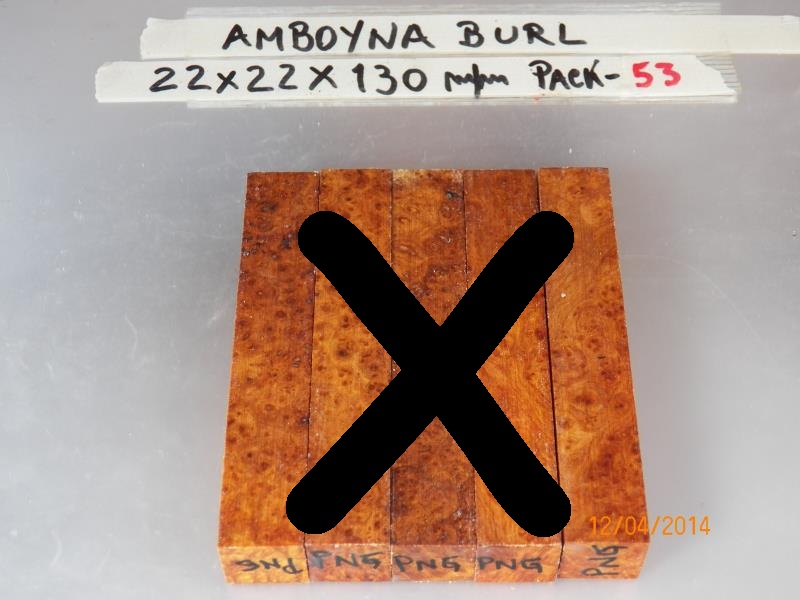 AMBOYNA BURL
22x22x130 m/m PACK-53
12/04/2014
PNG PNG PNG PNG PNG